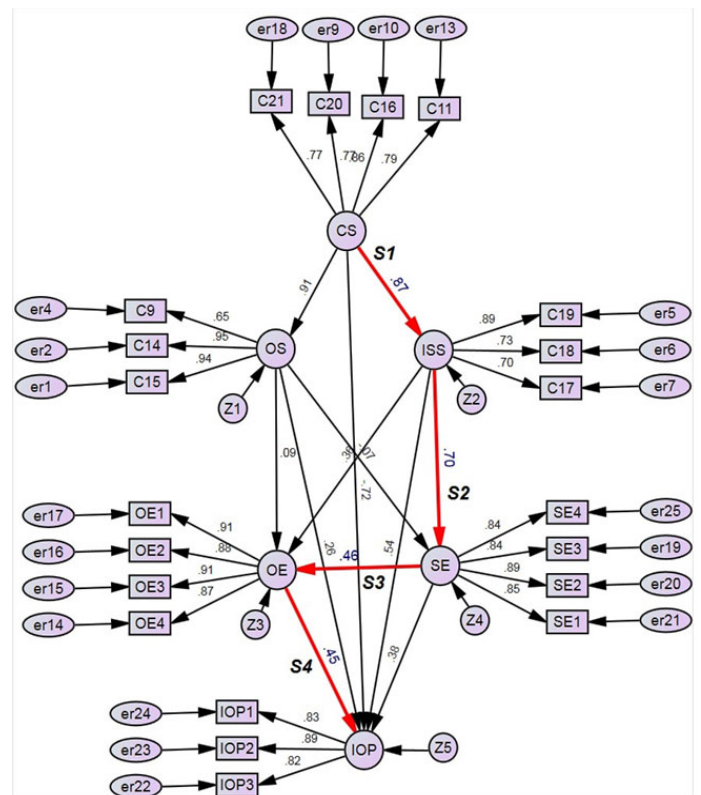 er18 er9 er10 er13
C21 C20 C16 C11
.77 .77 .86 .79
CS
S1
.91 .87
er4 C9 .65
er2 C14 .95
er1 C15 .94
OS
Z1
ISS
Z2
.89 C19 er5
.73 C18 er6
.70 C17 er7
.09 .07
-.72
.70
S2
er17 OE1 .91
er16 OE2 .88
er15 OE3 .91
er14 OE4 .87
OE
Z3
.26 .46 .54
S3
SE
Z4
.84 SE4 er25
.84 SE3 er19
.89 SE2 er20
.85 SE1 er21
S4 .45 .38
er24 IOP1 .83
er23 IOP2 .89
er22 IOP3 .82
IOP
Z5